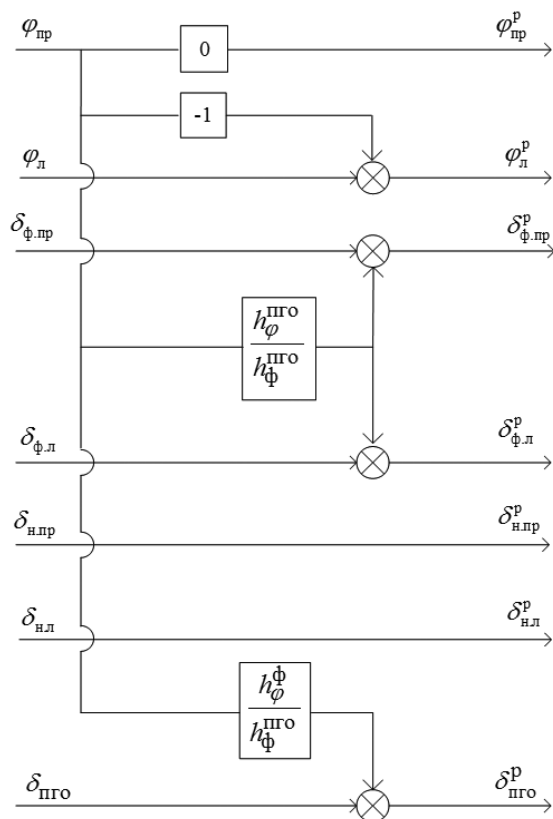 φпр 0 φпр^р
-1
φл φл^р
δф.пр δф.пр^р
hφ^пго
hф^пго
δф.л δф.л^р
δн.пр δн.пр^р
δн.л δн.л^р
hφ^ф
hф^пго
δпго δпго^р